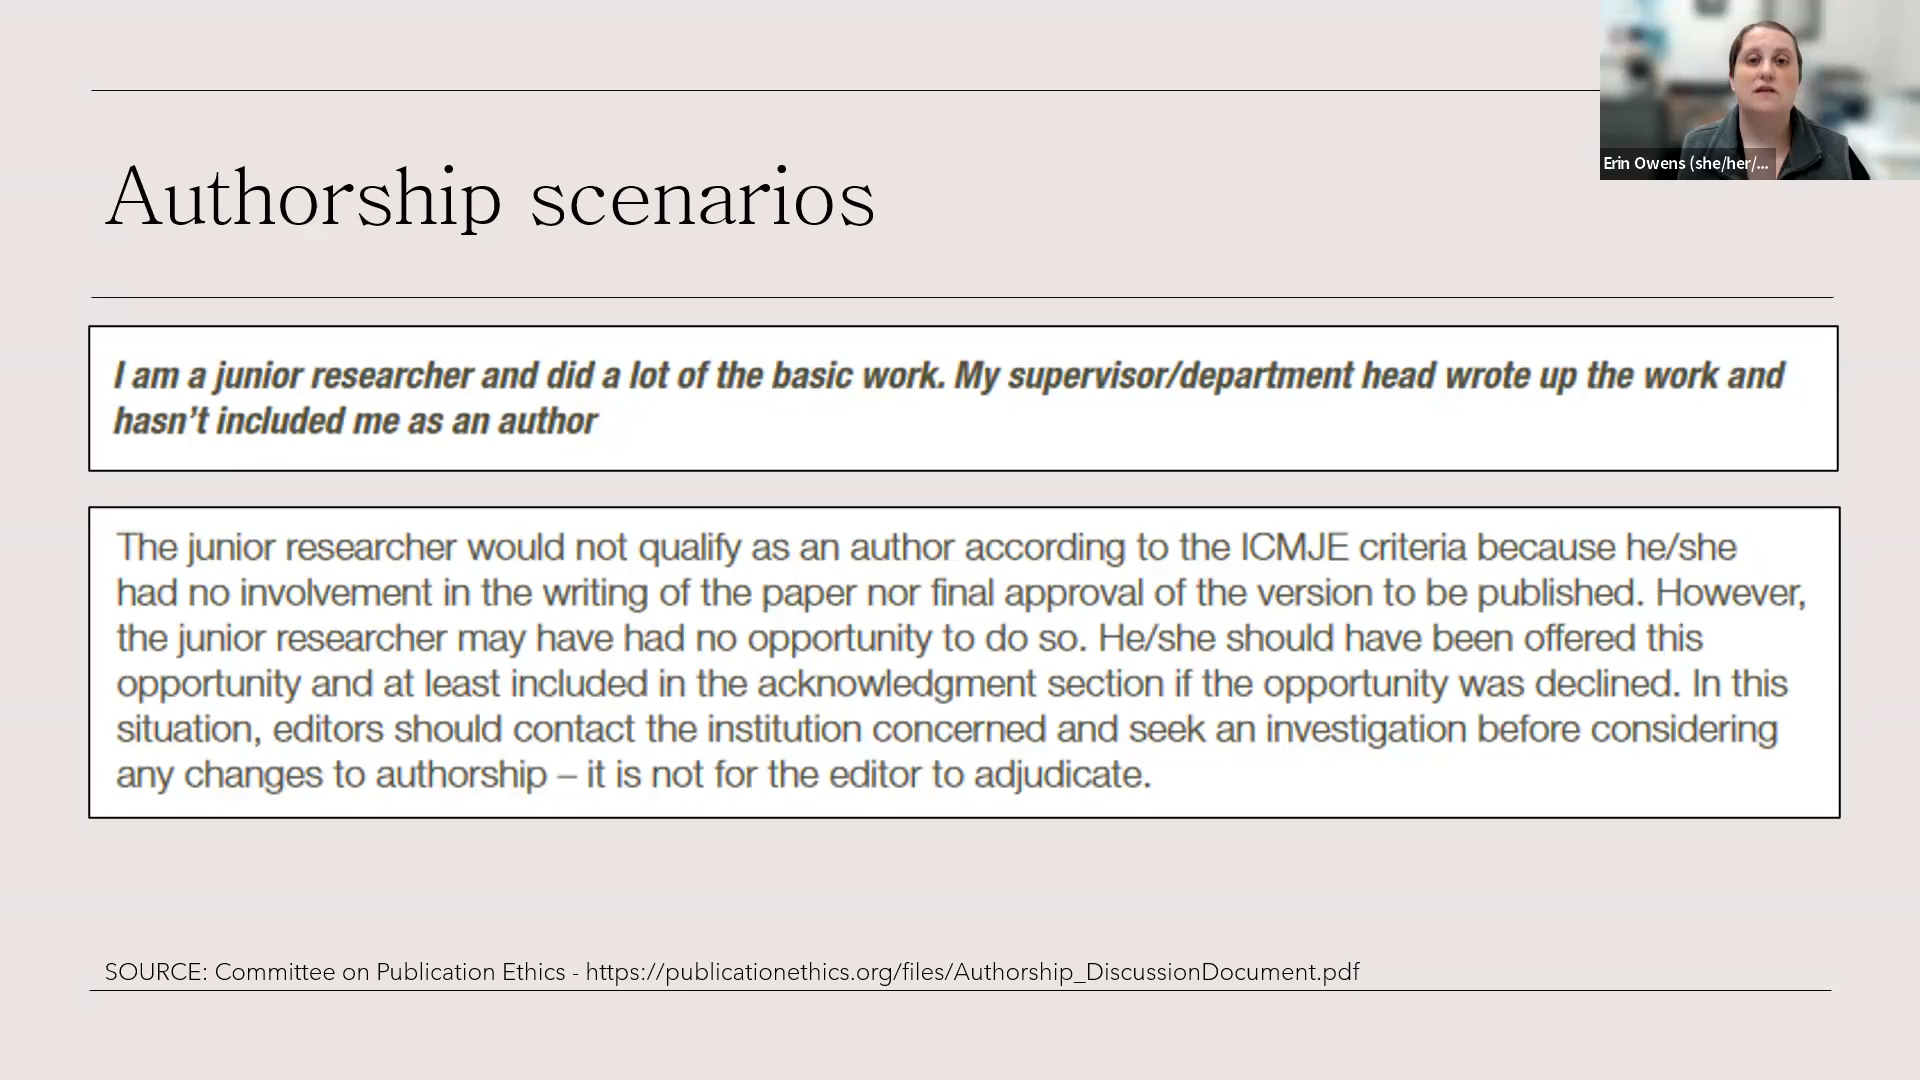 Erin Owens (she/her/...
Authorship scenarios
I am a junior researcher and did a lot of the basic work. My supervisor/department head wrote up the work and
hasn't included me as an author
The junior researcher would not qualify as an author according to the ICMJE criteria because he/she
had no involvement in the writing of the paper nor final approval of the version to be published. However,
the junior researcher may have had no opportunity to do so. He/she should have been offered this
opportunity and at least included in the acknowledgment section if the opportunity was declined. In this
situation, editors should contact the institution concerned and seek an investigation before considering
any changes to authorship – it is not for the editor to adjudicate.
SOURCE: Committee on Publication Ethics - https://publicationethics.org/files/Authorship_DiscussionDocument.pdf